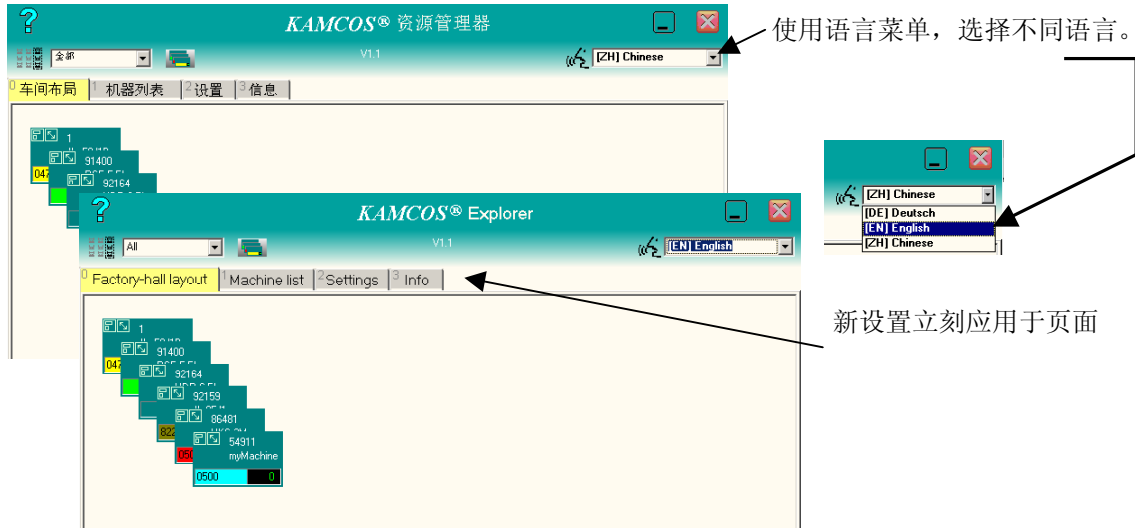 ?
KAMCOS® 资源管理器
使用语言菜单，选择不同语言。
全部
V1.1
[ZH] Chinese
0 车间布局 1 机器列表 2 设置 3 信息
1
91400
047
92164
[ZH] Chinese
[DE] Deutsch
[EN] English
[ZH] Chinese
新设置立刻应用于页面
?
KAMCOS® Explorer
All
V1.1
[EN] English
0 Factory-hall layout 1 Machine list 2 Settings 3 Info
1
91400
047
92164
92159
86481
822
54911
050
myMachine
0500 0